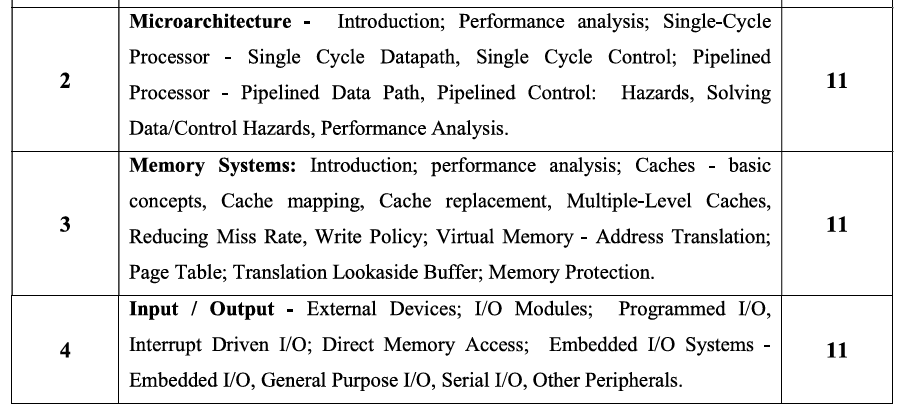 Microarchitecture - Introduction; Performance analysis; Single-Cycle
Processor - Single Cycle Datapath, Single Cycle Control; Pipelined
2
Processor - Pipelined Data Path, Pipelined Control: Hazards, Solving
11
Data/Control Hazards, Performance Analysis.
Memory Systems: Introduction; performance analysis; Caches - basic
concepts, Cache mapping, Cache replacement, Multiple-Level Caches,
3
Reducing Miss Rate, Write Policy; Virtual Memory - Address Translation;
11
Page Table; Translation Lookaside Buffer; Memory Protection.
Input / Output - External Devices; I/O Modules; Programmed I/O,
4
Interrupt Driven I/O; Direct Memory Access; Embedded I/O Systems -
11
Embedded I/O, General Purpose I/O, Serial I/O, Other Peripherals.